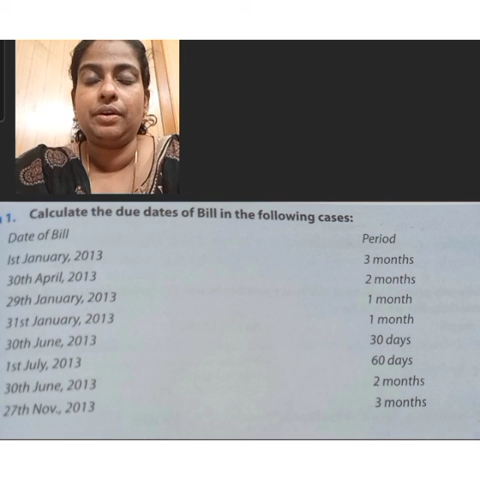 1. Calculate the due dates of Bill in the following cases:
Date of Bill Period
Ist January, 2013 3 months
30th April, 2013 2 months
29th January, 2013 1 month
31st January, 2013 1 month
30th June, 2013 30 days
1st July, 2013 60 days
30th June, 2013 2 months
27th Nov., 2013 3 months